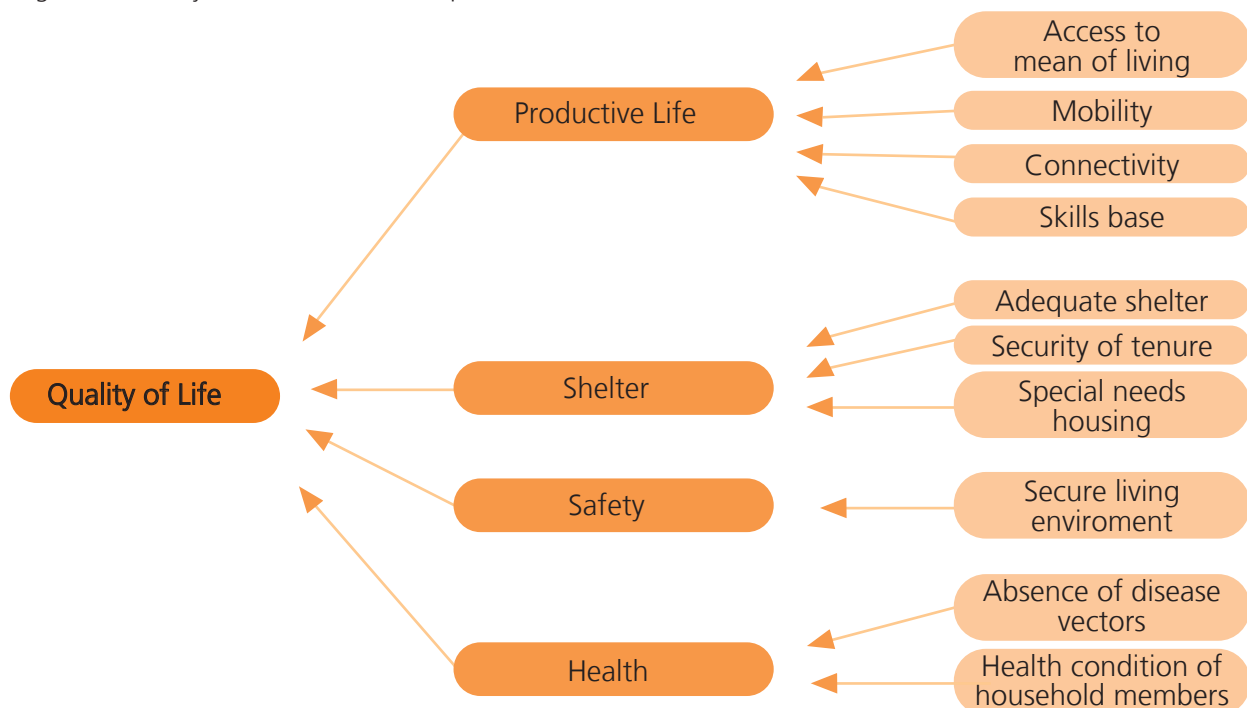 Access to
mean of living
Productive Life
Mobility
Connectivity
Skills base
Adequate shelter
Security of tenure
Quality of Life
Shelter
Special needs
housing
Safety
Secure living
enviroment
Absence of disease
vectors
Health
Health condition of
household members